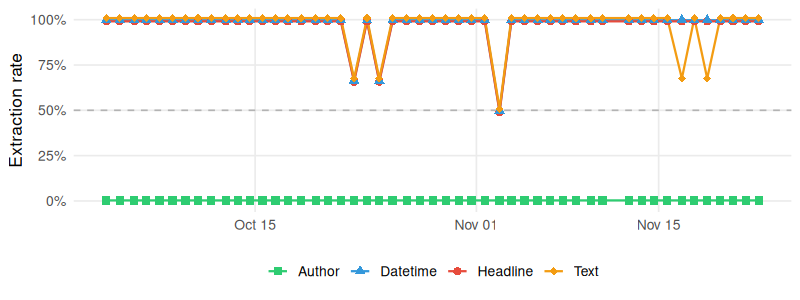 Extraction rate
100%
75%
50%
25%
0%
Oct 15 Nov 01 Nov 15
Author Datetime Headline Text